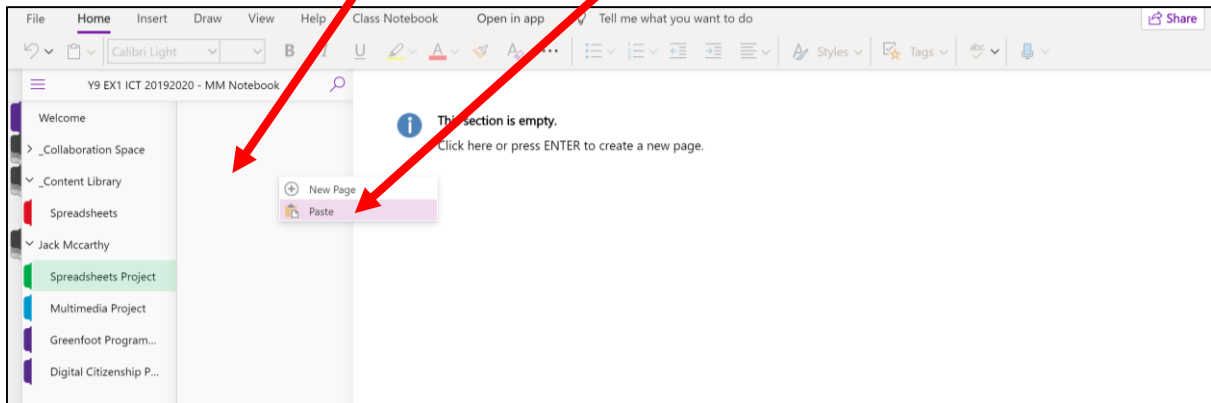 File Home Insert Draw View Help Class Notebook Open in app Tell me what you want to do Share
Calibri Light B I U A A Styles Tags abc
Y9 EX1 ICT 20192020 - MM Notebook
Welcome
This section is empty.
_Collaboration Space
Click here or press ENTER to create a new page.
_Content Library
New Page
Spreadsheets
Paste
Jack Mccarthy
Spreadsheets Project
Multimedia Project
Greenfoot Program...
Digital Citizenship P...